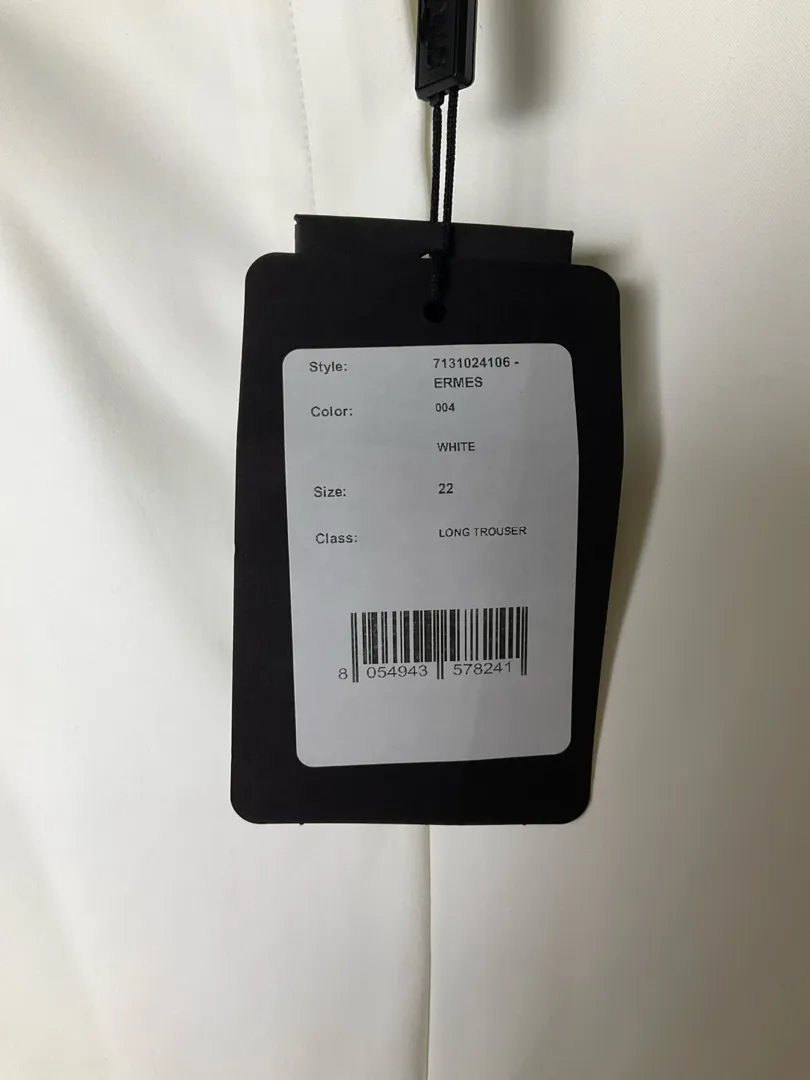 Style: 7131024106 -
ERMES
Color: 004
WHITE
Size: 22
Class: LONG TROUSER
8 054943 578241